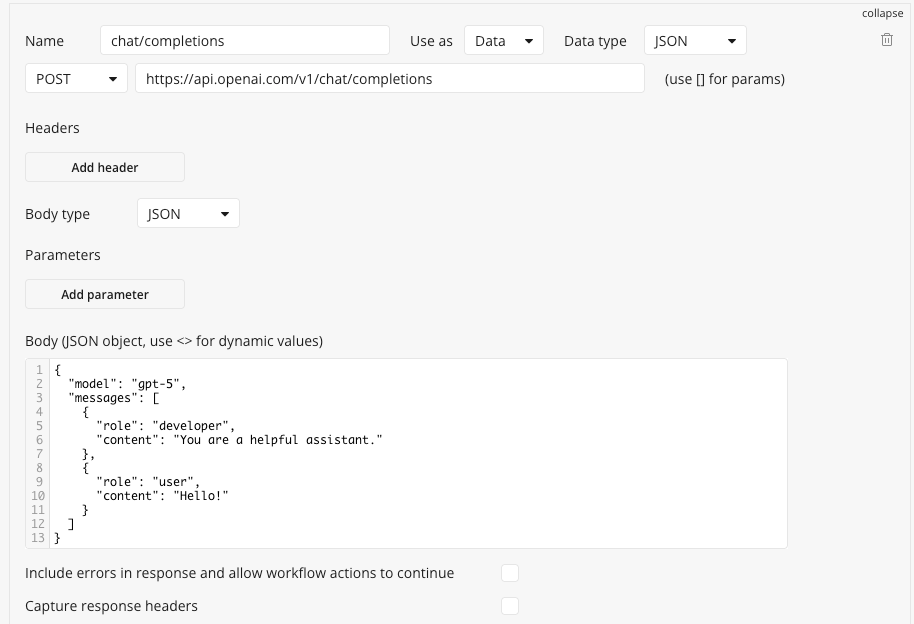 collapse
Name chat/completions Use as Data Data type JSON
POST https://api.openai.com/v1/chat/completions (use [] for params)
Headers
Add header
Body type JSON
Parameters
Add parameter
Body (JSON object, use <> for dynamic values)
1 {
2   "model": "gpt-5",
3   "messages": [
4     {
5       "role": "developer",
6       "content": "You are a helpful assistant."
7     },
8     {
9       "role": "user",
10       "content": "Hello!"
11     }
12   ]
13 }
Include errors in response and allow workflow actions to continue
Capture response headers